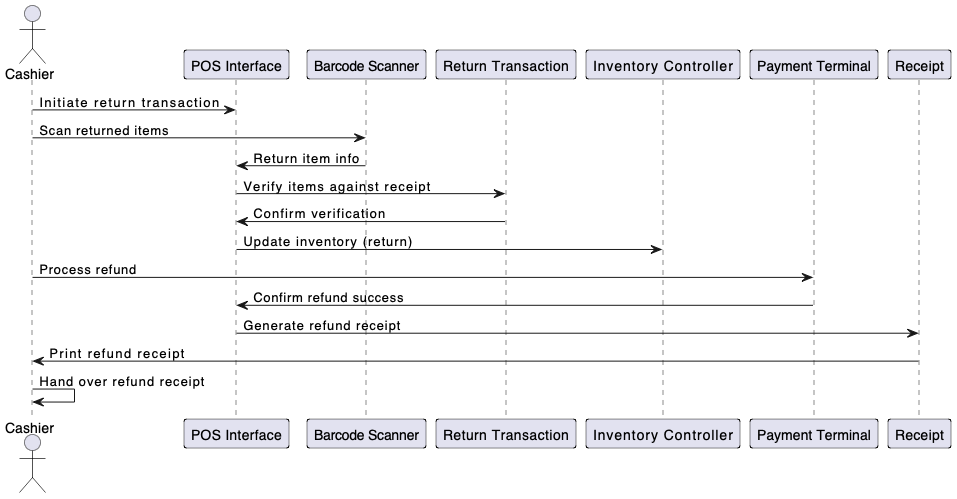 Cashier
POS Interface
Barcode Scanner
Return Transaction
Inventory Controller
Payment Terminal
Receipt
Initiate return transaction
Scan returned items
Return item info
Verify items against receipt
Confirm verification
Update inventory (return)
Process refund
Confirm refund success
Generate refund receipt
Print refund receipt
Hand over refund receipt
Cashier
POS Interface
Barcode Scanner
Return Transaction
Inventory Controller
Payment Terminal
Receipt